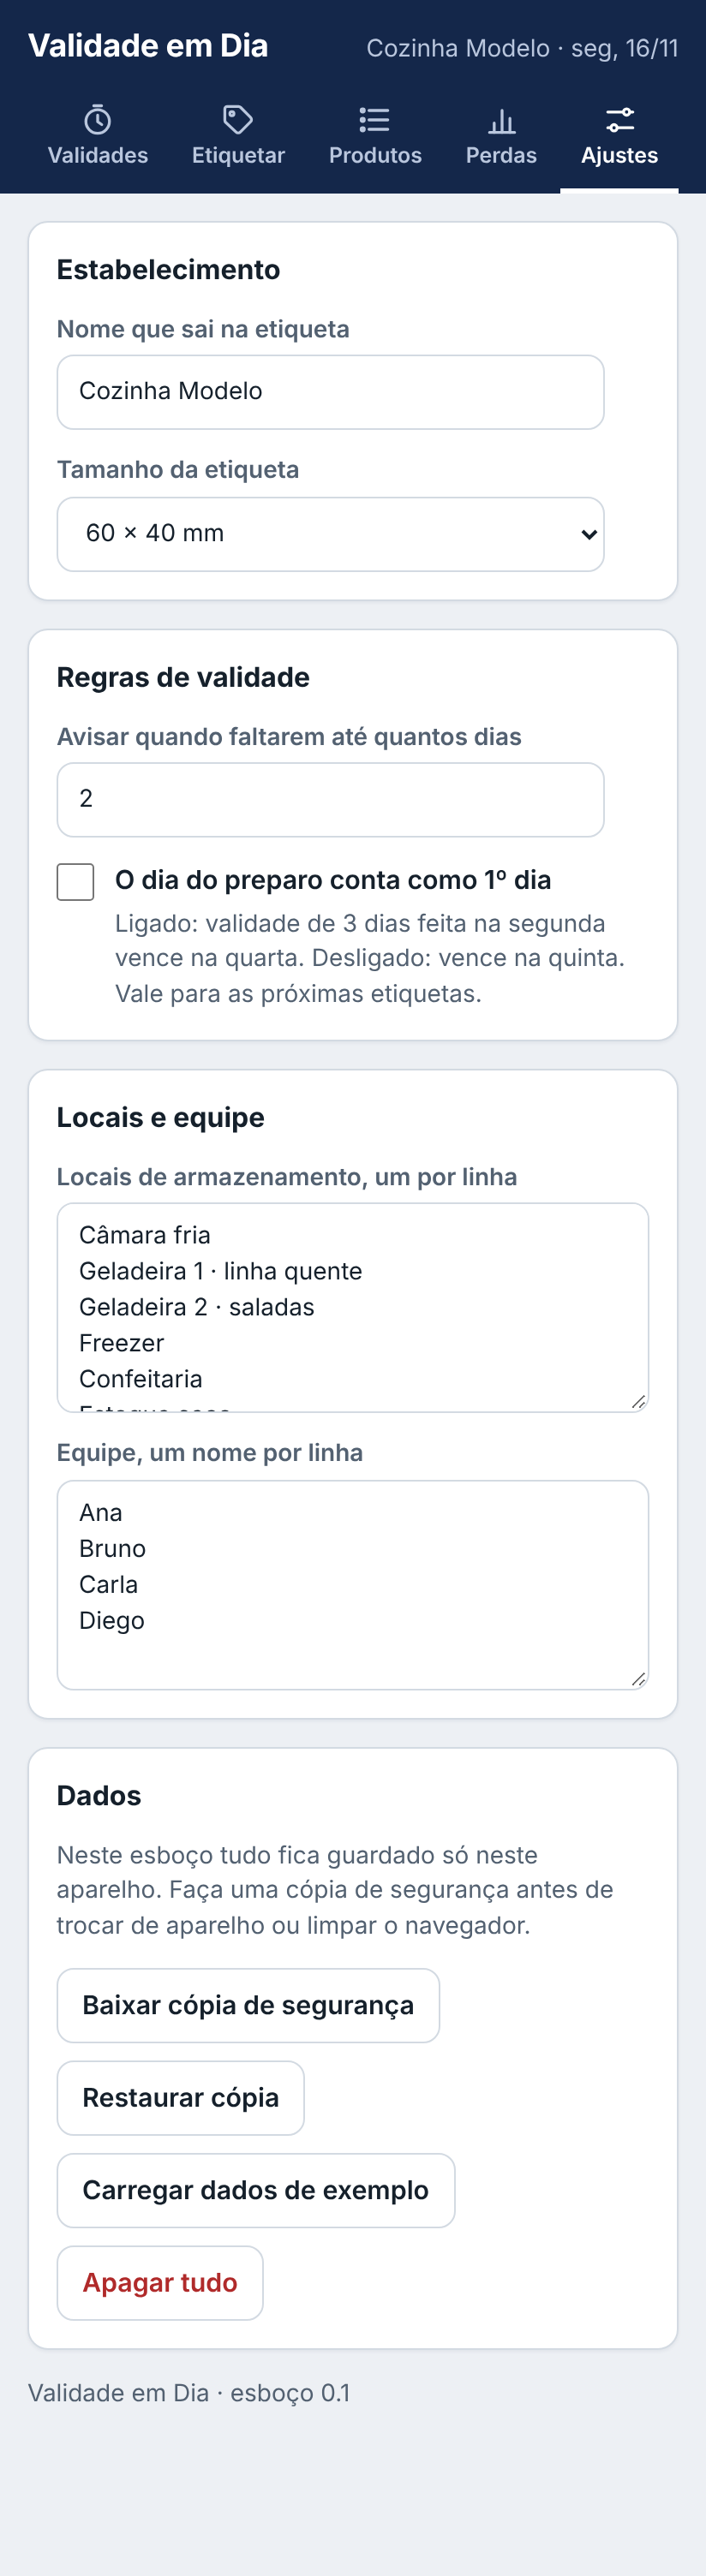 Validade em Dia
Cozinha Modelo · seg, 16/11
Validades
Etiquetar
Produtos
Perdas
Ajustes
Estabelecimento
Nome que sai na etiqueta
Cozinha Modelo
Tamanho da etiqueta
60 × 40 mm
Regras de validade
Avisar quando faltarem até quantos dias
2
O dia do preparo conta como 1º dia
Ligado: validade de 3 dias feita na segunda
vence na quarta. Desligado: vence na quinta.
Vale para as próximas etiquetas.
Locais e equipe
Locais de armazenamento, um por linha
Câmara fria
Geladeira 1 · linha quente
Geladeira 2 · saladas
Freezer
Confeitaria
Equipe, um nome por linha
Ana
Bruno
Carla
Diego
Dados
Neste esboço tudo fica guardado só neste
aparelho. Faça uma cópia de segurança antes de
trocar de aparelho ou limpar o navegador.
Baixar cópia de segurança
Restaurar cópia
Carregar dados de exemplo
Apagar tudo
Validade em Dia · esboço 0.1